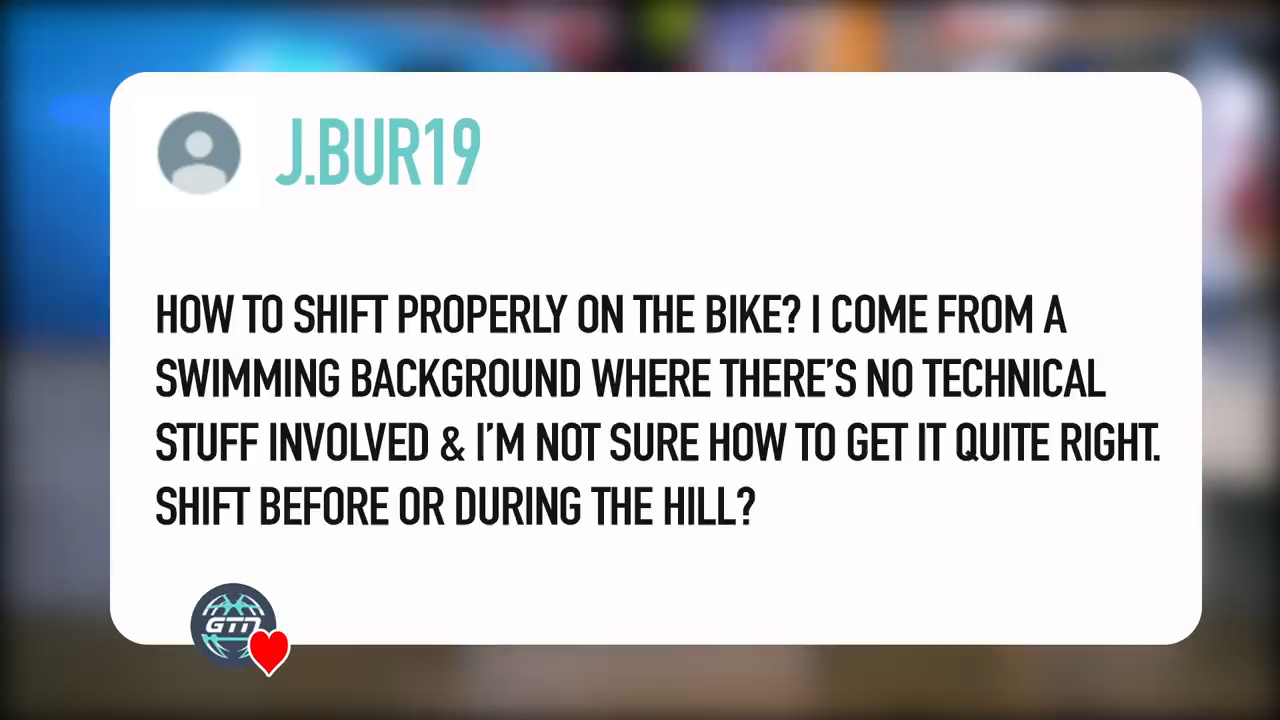 J.BUR19
HOW TO SHIFT PROPERLY ON THE BIKE? I COME FROM A
SWIMMING BACKGROUND WHERE THERE'S NO TECHNICAL
STUFF INVOLVED & I'M NOT SURE HOW TO GET IT QUITE RIGHT.
SHIFT BEFORE OR DURING THE HILL?
GTN